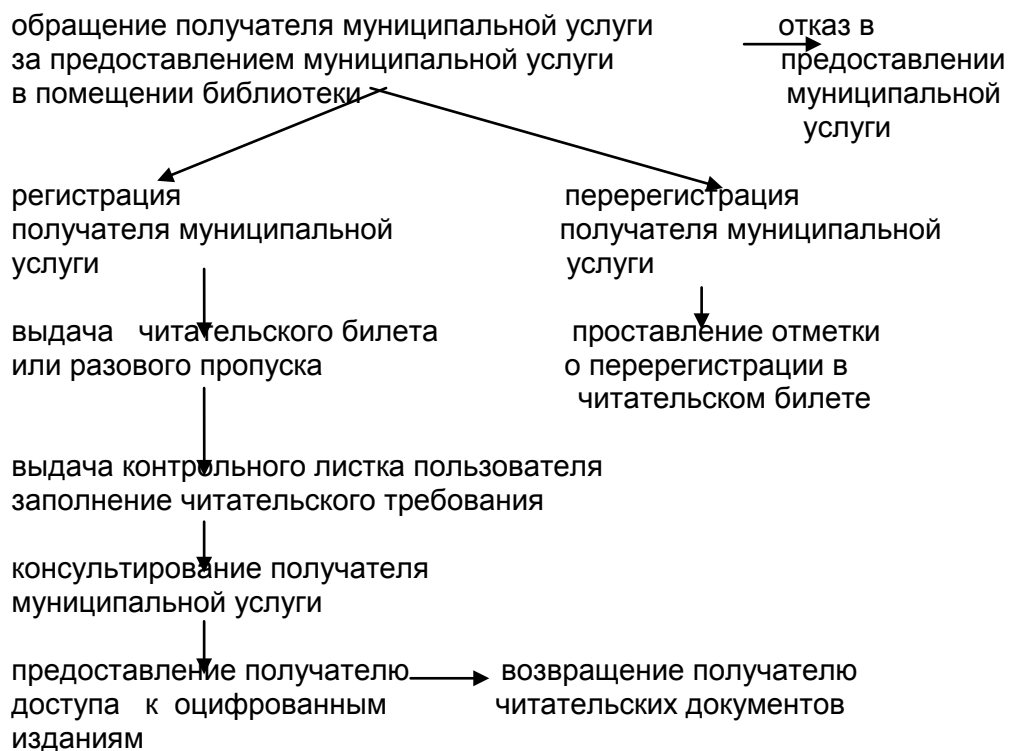 обращение получателя муниципальной услуги
за предоставлением муниципальной услуги
в помещении библиотеки
отказ в
предоставлении
муниципальной
услуги
регистрация
получателя муниципальной
услуги
перерегистрация
получателя муниципальной
услуги
выдача читательского билета
или разового пропуска
проставление отметки
о перерегистрации в
читательском билете
выдача контрольного листка пользователя
заполнение читательского требования
консультирование получателя
муниципальной услуги
предоставление получателю
доступа к оцифрованным
изданиям
возвращение получателю
читательских документов